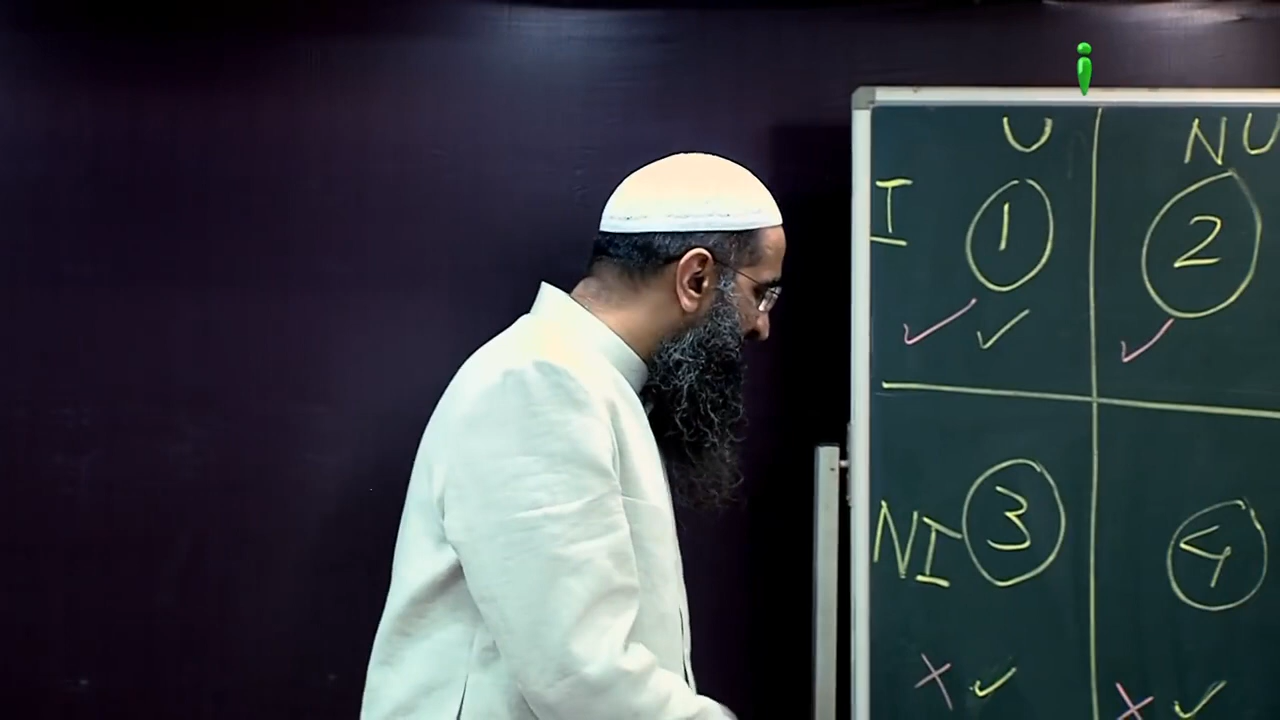 U NU
I 1 2
✓ ✓ ✓
NI 3 4
✗ ✓ ✗ ✓